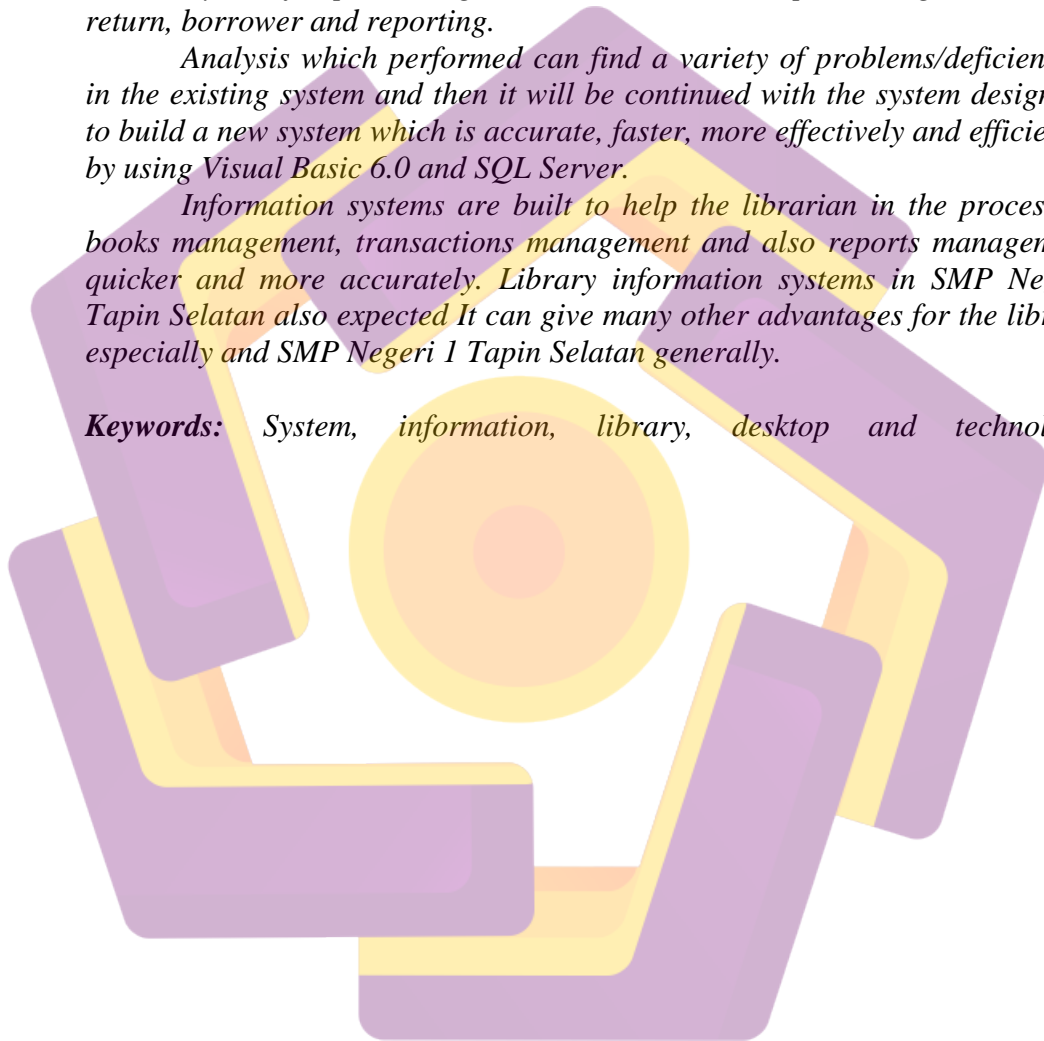 return, borrower and reporting.
Analysis which performed can find a variety of problems/deficien
in the existing system and then it will be continued with the system design
to build a new system which is accurate, faster, more effectively and efficie
by using Visual Basic 6.0 and SQL Server.
Information systems are built to help the librarian in the proces
books management, transactions management and also reports managem
quicker and more accurately. Library information systems in SMP Ne
Tapin Selatan also expected It can give many other advantages for the libr
especially and SMP Negeri 1 Tapin Selatan generally.
Keywords: System, information, library, desktop and technol